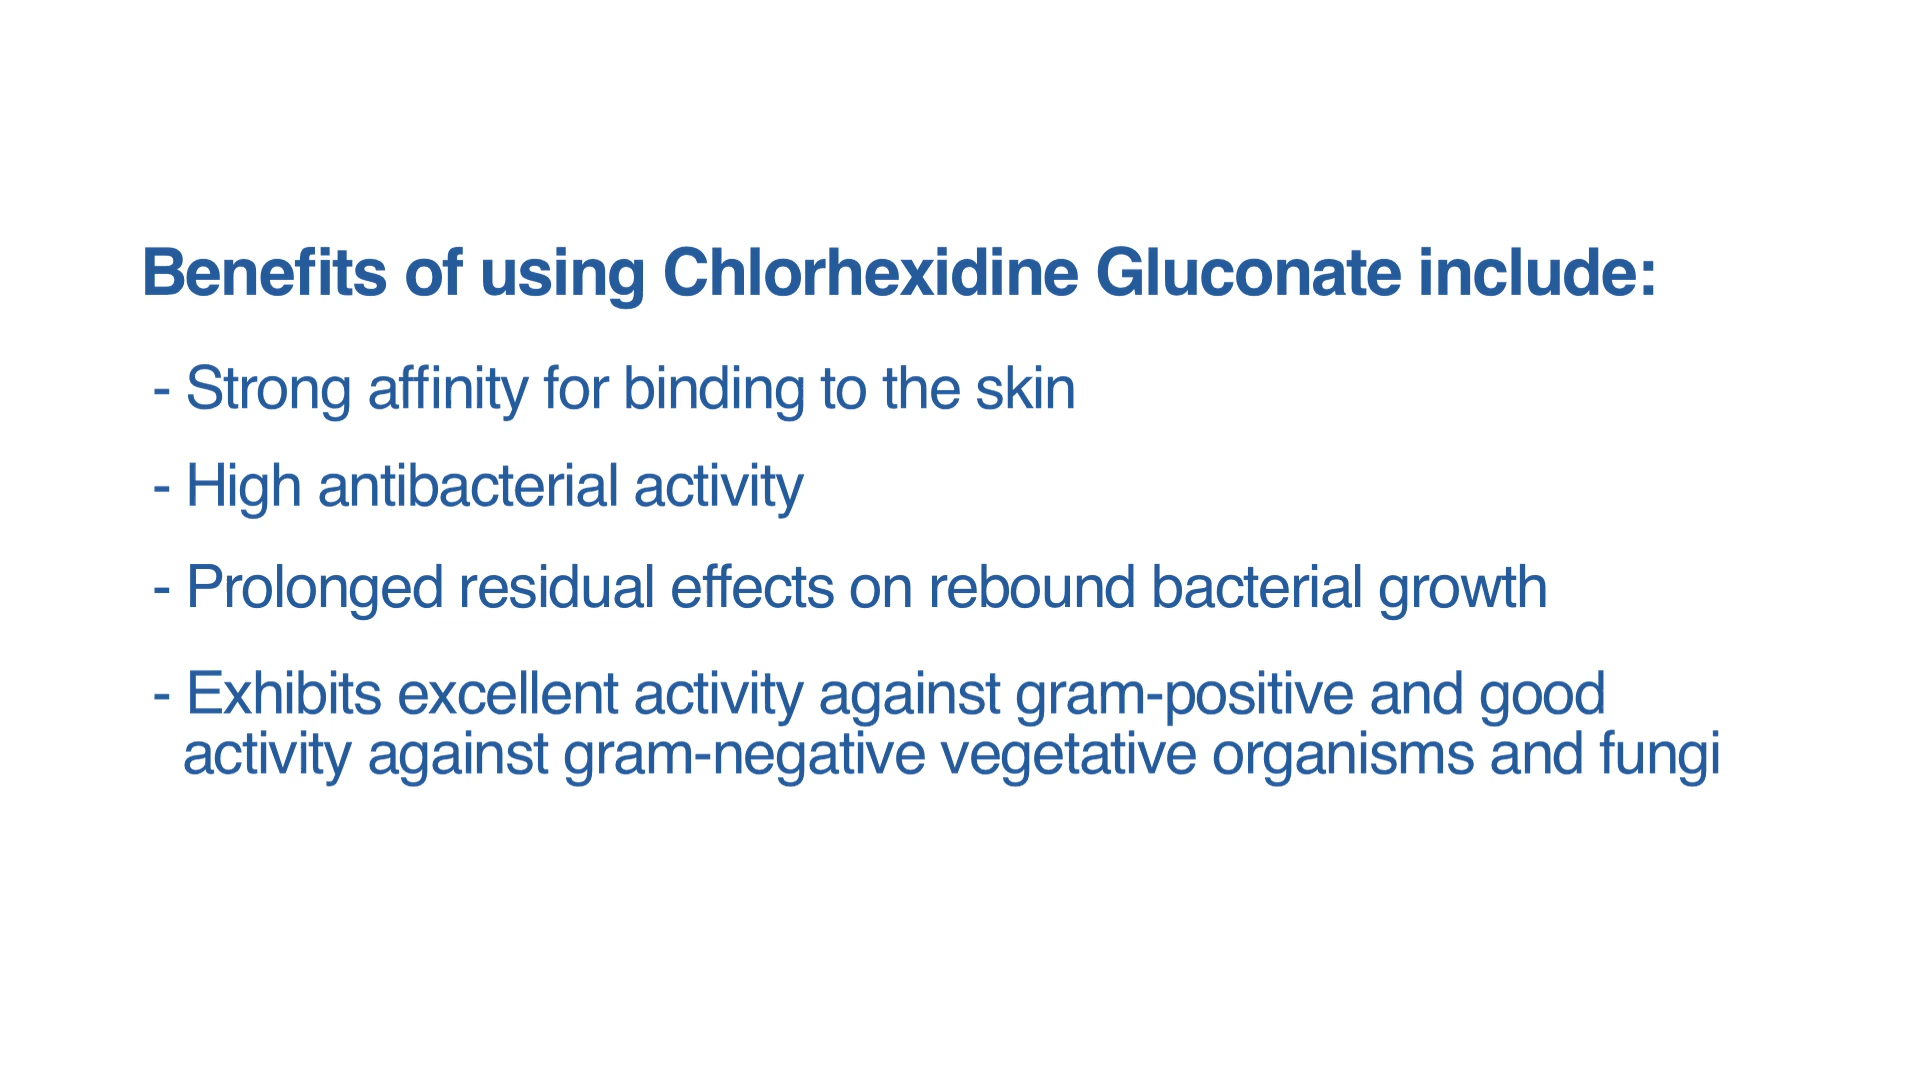 Benefits of using Chlorhexidine Gluconate include:
- Strong affinity for binding to the skin
- High antibacterial activity
- Prolonged residual effects on rebound bacterial growth
- Exhibits excellent activity against gram-positive and good
activity against gram-negative vegetative organisms and fungi